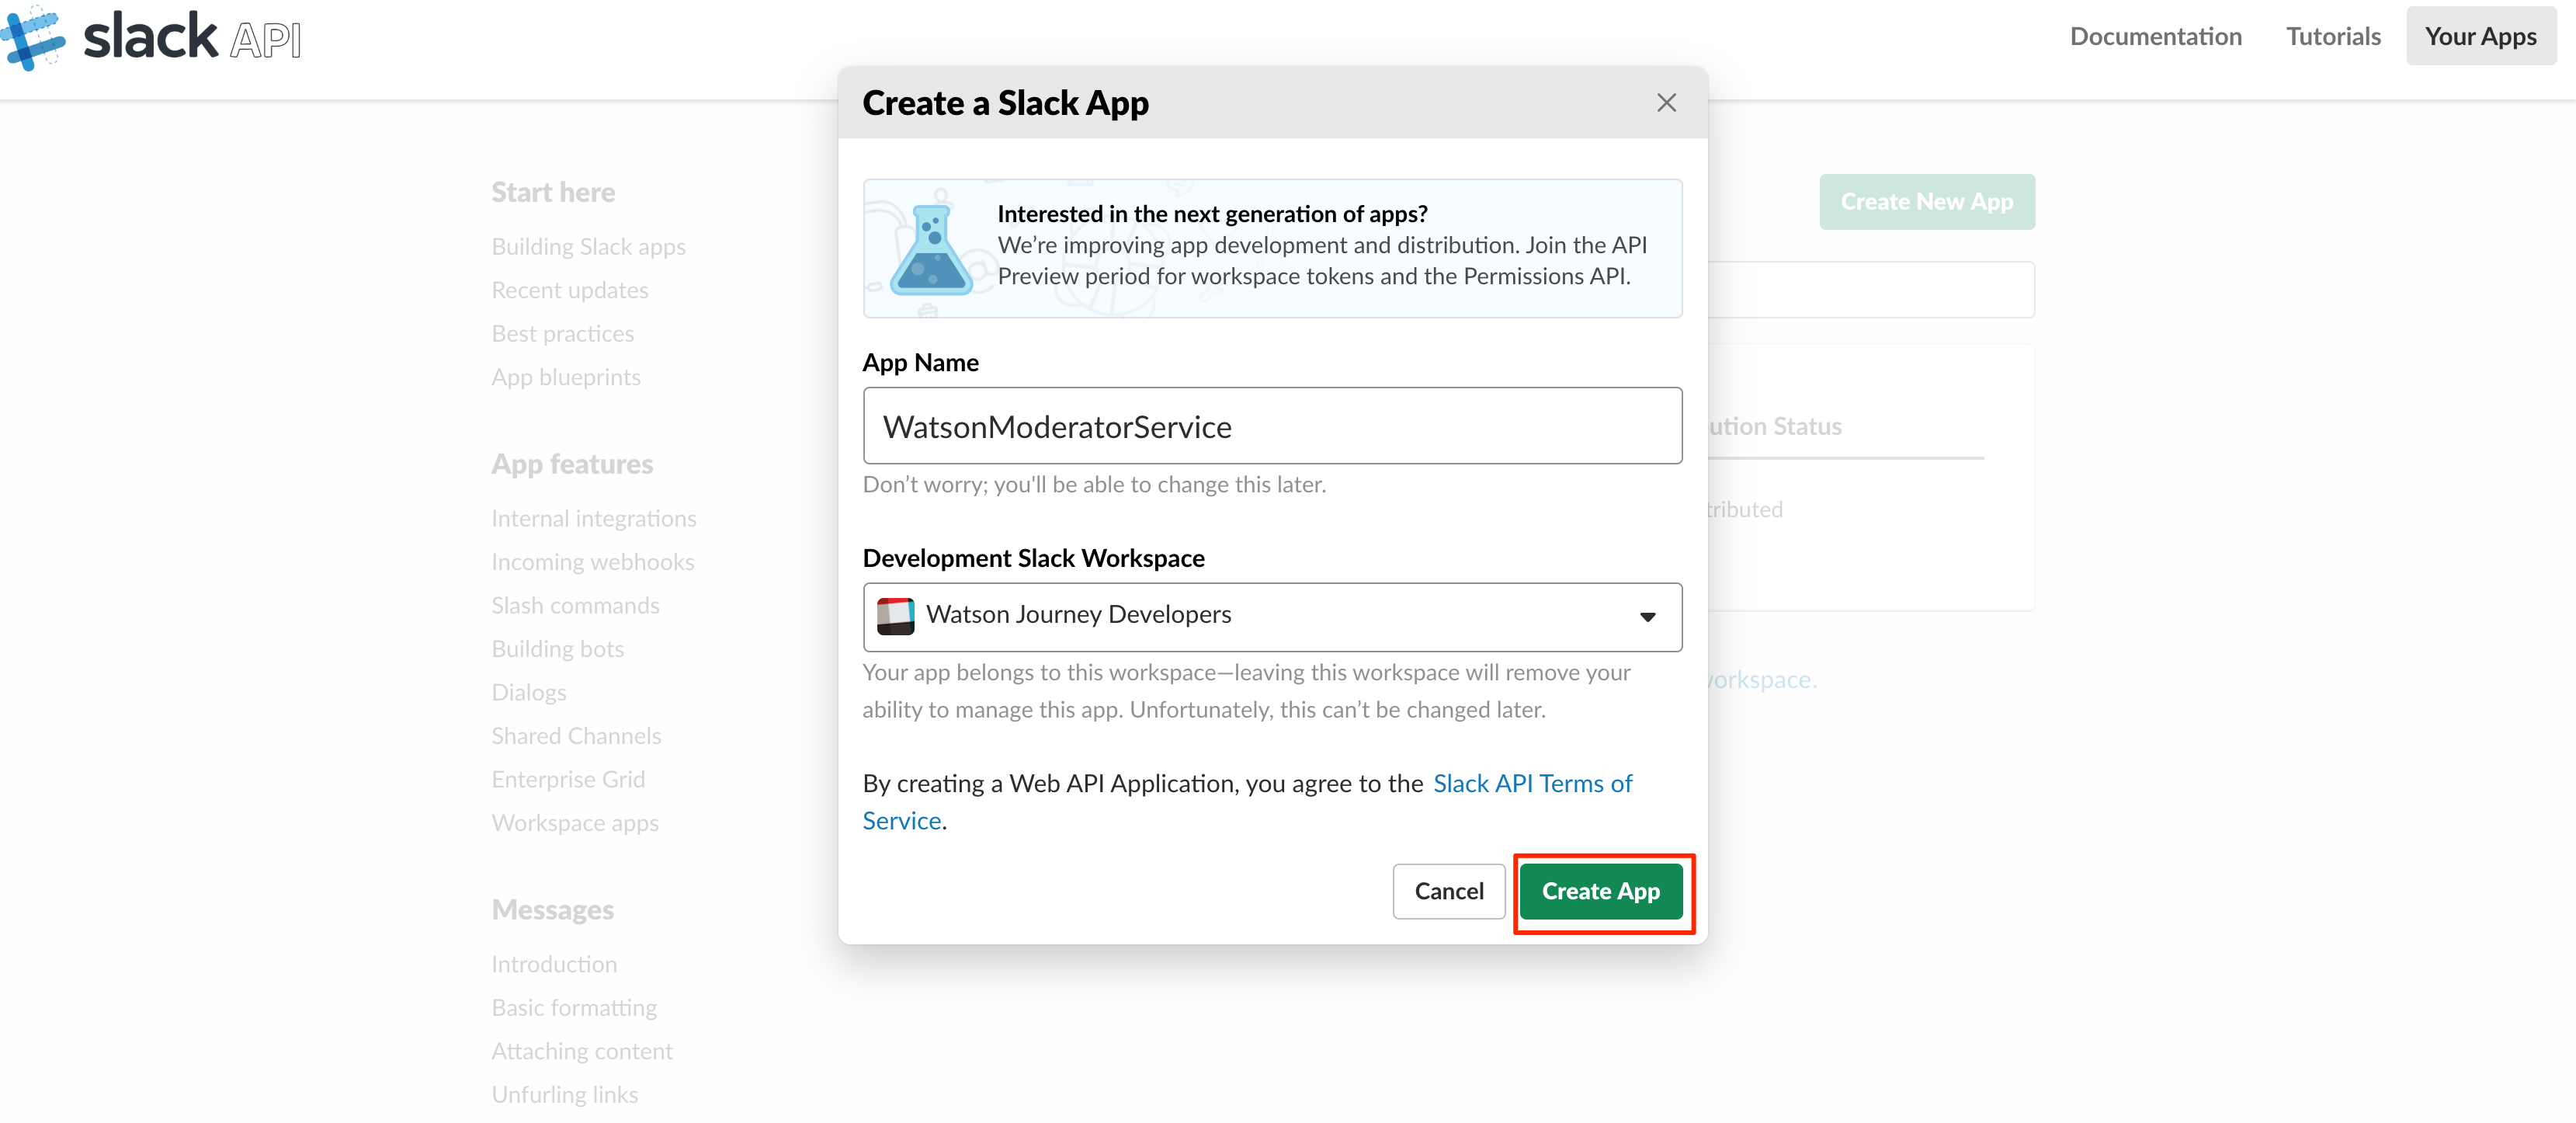 slack API
Documentation
Tutorials
Your Apps
Create a Slack App
Start here
Building Slack apps
Recent updates
Best practices
App blueprints
App features
Internal integrations
Incoming webhooks
Slash commands
Building bots
Dialogs
Shared Channels
Enterprise Grid
Workspace apps
Messages
Introduction
Basic formatting
Attaching content
Unfurling links
Interested in the next generation of apps?
We’re improving app development and distribution. Join the API
Preview period for workspace tokens and the Permissions API.
App Name
WatsonModeratorService
Don’t worry; you'll be able to change this later.
Development Slack Workspace
Watson Journey Developers
Your app belongs to this workspace—leaving this workspace will remove your
ability to manage this app. Unfortunately, this can’t be changed later.
By creating a Web API Application, you agree to the Slack API Terms of
Service.
Cancel
Create App
Create New App
ution Status
tributed
orkspace.